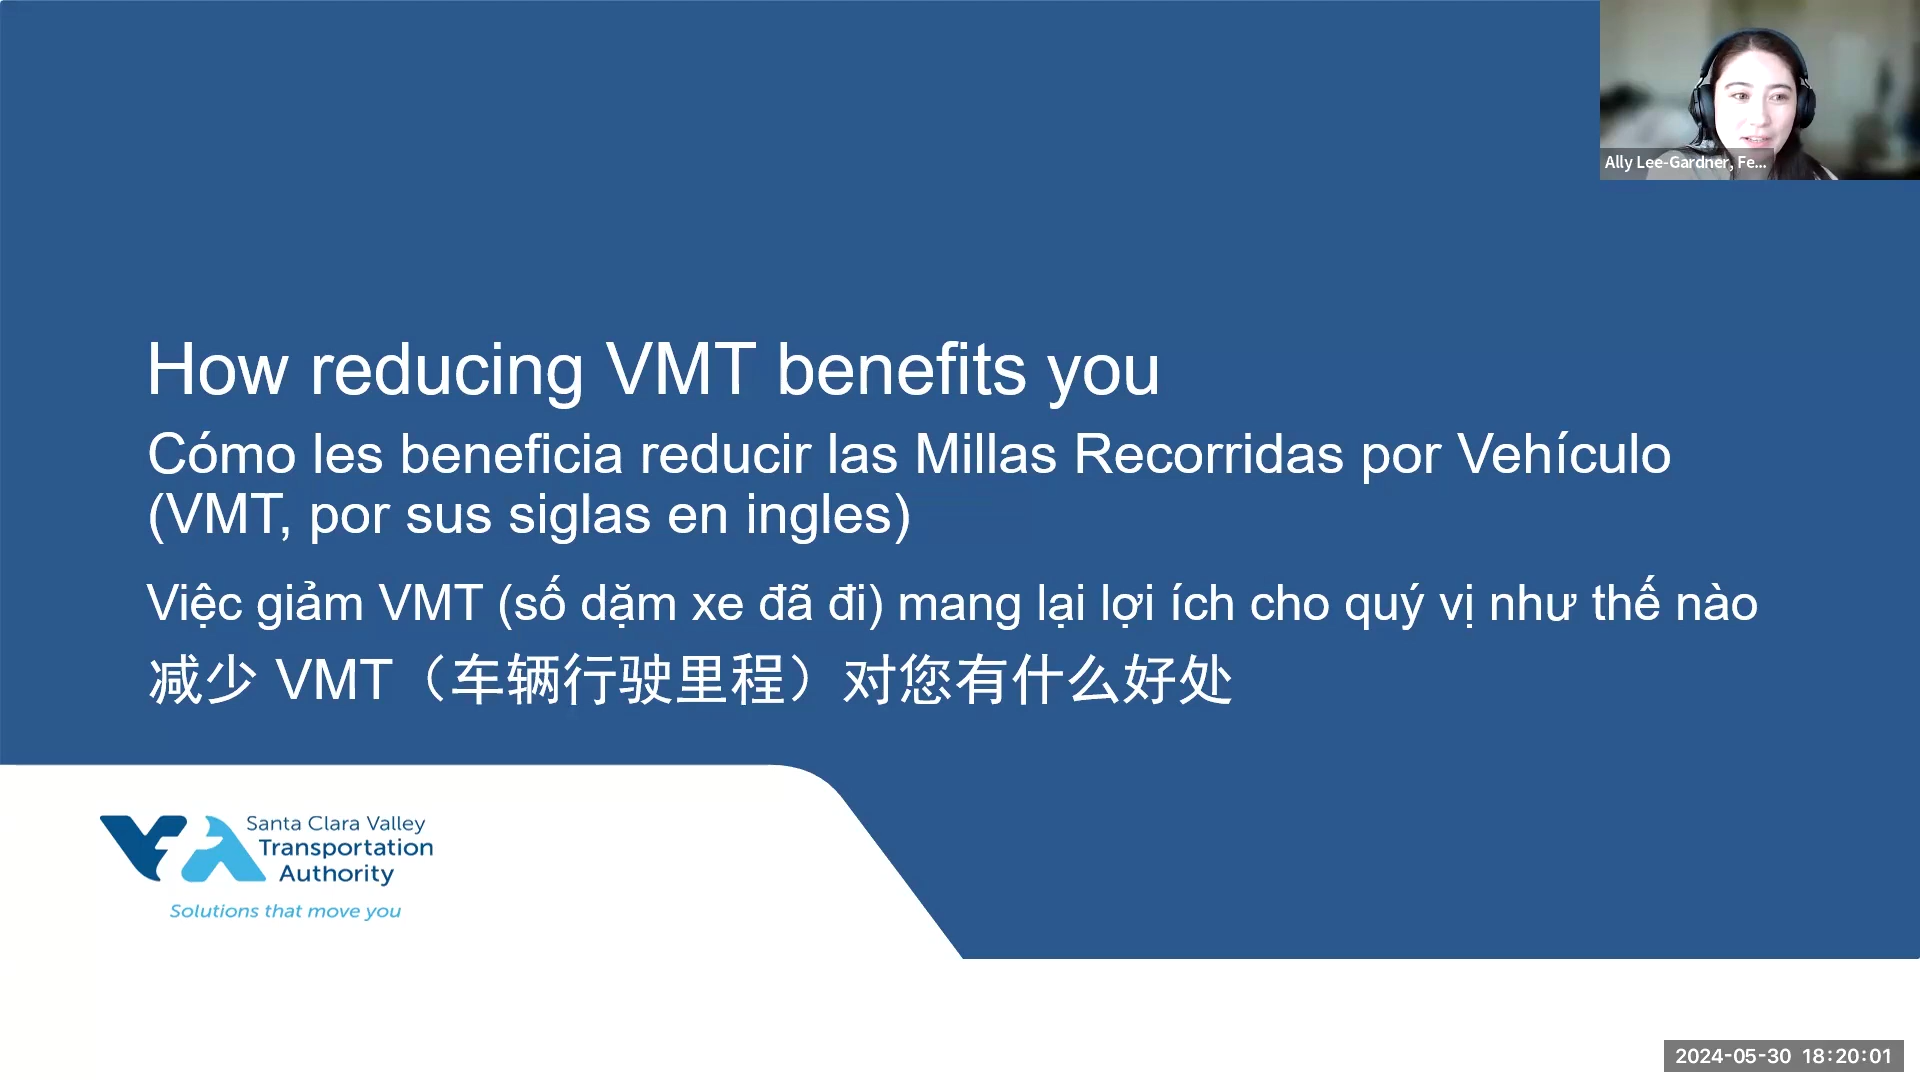 Ally Lee-Gardner, Fe...
How reducing VMT benefits you
Cómo les beneficia reducir las Millas Recorridas por Vehículo
(VMT, por sus siglas en ingles)
Việc giảm VMT (số dặm xe đã đi) mang lại lợi ích cho quý vị như thế nào
减少 VMT（车辆行驶里程）对您有什么好处
VTA
Santa Clara Valley
Transportation
Authority
Solutions that move you
2024-05-30 18:20:01